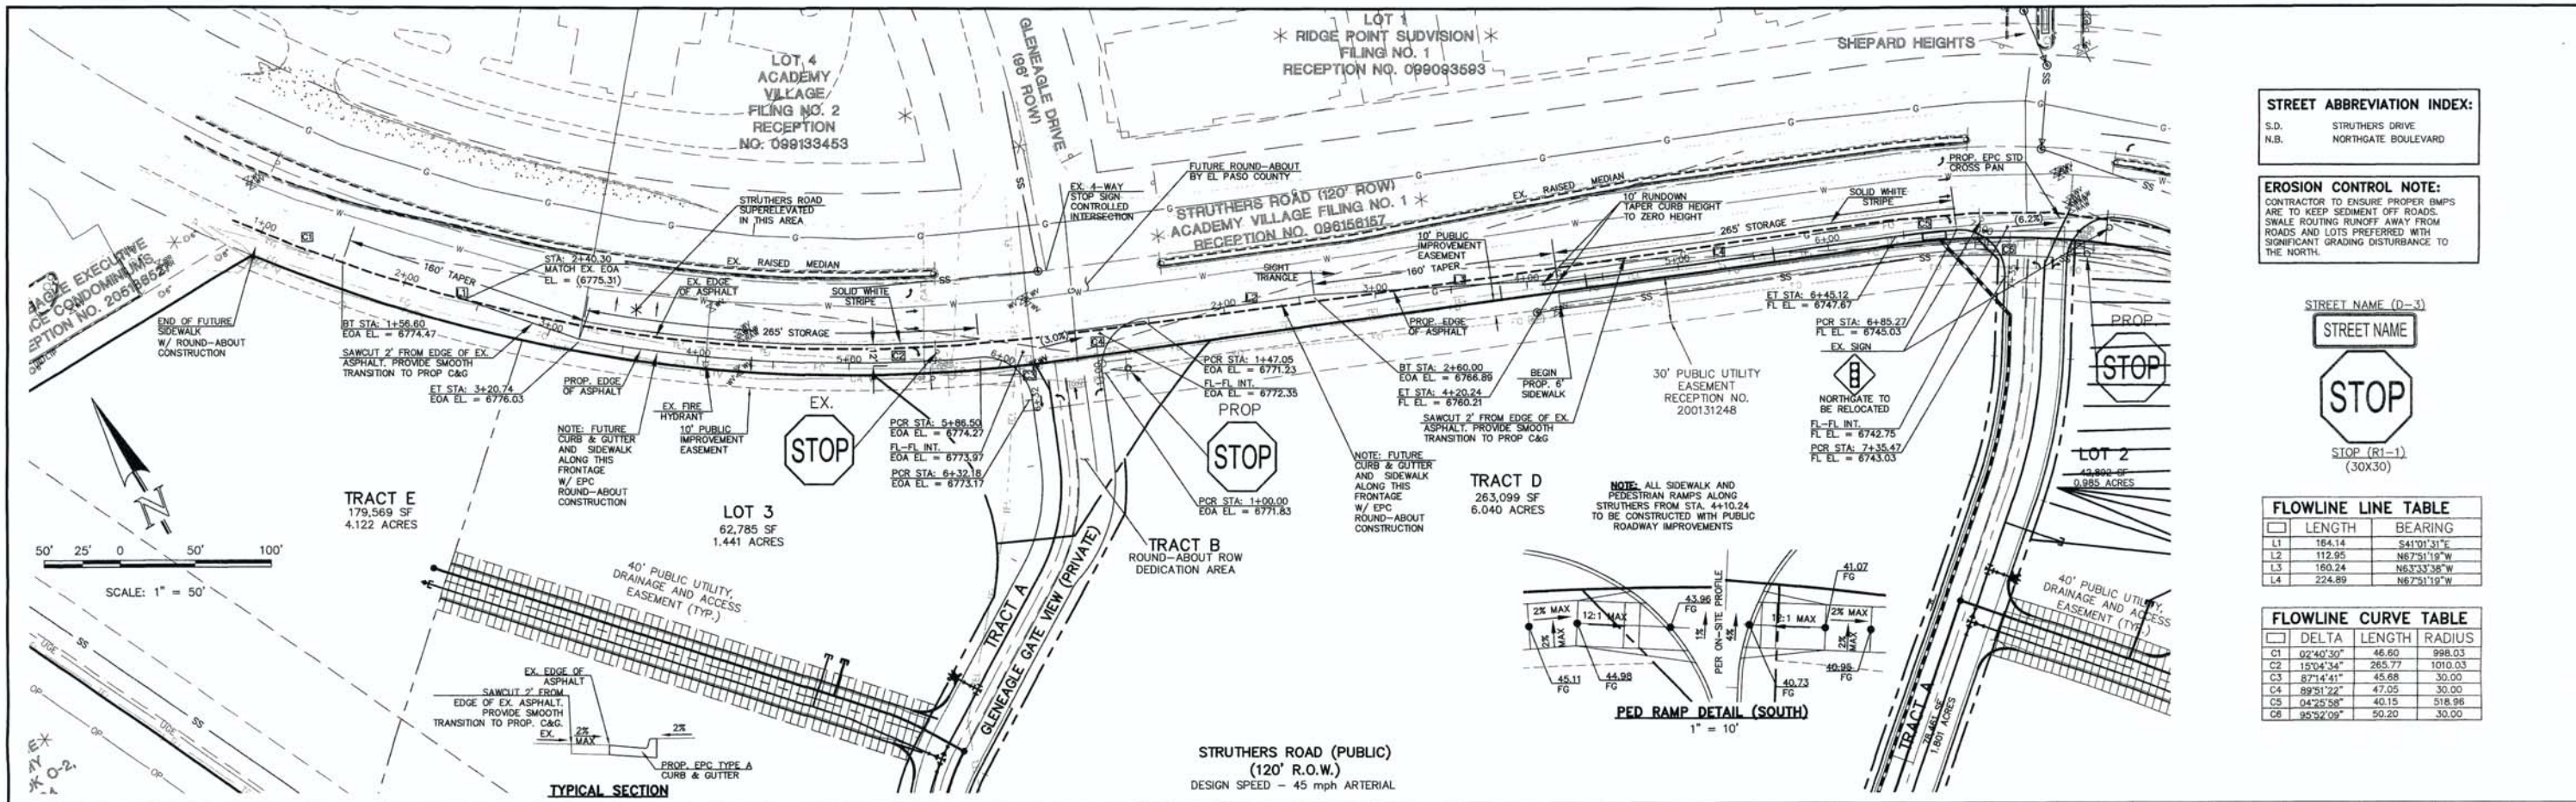 LOT 4
ACADEMY
VILLAGE
FILING NO. 2
RECEPTION
NO. 099133453
GLENEAGLE DRIVE
(96' ROW)
LOT 1
RIDGE POINT SUDVISION
FILING NO. 1
RECEPTION NO. 099093593
SHEPARD HEIGHTS
STRUTHERS ROAD
SUPERELEVATED
IN THIS AREA
EX. 4-WAY
STOP SIGN
CONTROLLED
INTERSECTION
FUTURE ROUND-ABOUT
BY EL PASO COUNTY
STRUTHERS ROAD (120' ROW)
ACADEMY VILLAGE FILING NO. 1
RECEPTION NO. 096156157
EX. RAISED MEDIAN
10' RUNDOWN
TAPER CURB HEIGHT
TO ZERO HEIGHT
SOLID WHITE
STRIPE
PROP. EPC STD
CROSS PAN
(6.2%)
265' STORAGE
10' PUBLIC
IMPROVEMENT
EASEMENT
SIGHT
TRIANGLE
160' TAPER
1+00
C1
2+00
160' TAPER
L1
STA: 2+40.30
MATCH EX. EOA
EL = (6775.31)
EX. RAISED MEDIAN
EX. EDGE
OF ASPHALT
SOLID WHITE
STRIPE
265' STORAGE
(3.0%)
END OF FUTURE
SIDEWALK
W/ ROUND-ABOUT
CONSTRUCTION
BT STA: 1+56.60
EOA EL = 6774.47
SAWCUT 2' FROM EDGE OF EX.
ASPHALT. PROVIDE SMOOTH
TRANSITION TO PROP C&G
ET STA: 3+20.74
EOA EL = 6776.03
PROP. EDGE
OF ASPHALT
EX. FIRE
HYDRANT
NOTE: FUTURE
CURB & GUTTER
AND SIDEWALK
ALONG THIS
FRONTAGE
W/ EPC
ROUND-ABOUT
CONSTRUCTION
10' PUBLIC
IMPROVEMENT
EASEMENT
EX.
STOP
PCR STA: 5+86.50
EOA EL = 6774.27
FL-FL INT.
EOA EL = 6773.97
PCR STA: 6+32.18
EOA EL = 6773.17
PCR STA: 1+47.05
EOA EL = 6771.23
FL-FL INT.
EOA EL = 6772.35
PROP
STOP
PCR STA: 1+00.00
EOA EL = 6771.83
PROP. EDGE
OF ASPHALT
BT STA: 2+60.00
EOA EL = 6766.89
ET STA: 4+20.24
FL EL = 6760.21
SAWCUT 2' FROM EDGE OF EX.
ASPHALT. PROVIDE SMOOTH
TRANSITION TO PROP C&G
BEGIN
PROP. 6'
SIDEWALK
NOTE: FUTURE
CURB & GUTTER
AND SIDEWALK
ALONG THIS
FRONTAGE
W/ EPC
ROUND-ABOUT
CONSTRUCTION
30' PUBLIC UTILITY
EASEMENT
RECEPTION NO.
200131248
ET STA: 6+45.12
FL EL = 6747.67
PCR STA: 6+85.27
FL EL = 6745.03
EX. SIGN
NORTHGATE TO
BE RELOCATED
FL-FL INT.
FL EL = 6742.75
PCR STA: 7+35.47
FL EL = 6743.03
PROP
STOP
LOT 2
0.985 ACRES
TRACT E
179,569 SF
4.122 ACRES
LOT 3
62,785 SF
1.441 ACRES
TRACT B
ROUND-ABOUT ROW
DEDICATION AREA
TRACT D
263,099 SF
6.040 ACRES
NOTE: ALL SIDEWALK AND
PEDESTRIAN RAMPS ALONG
STRUTHERS FROM STA. 4+10.24
TO BE CONSTRUCTED WITH PUBLIC
ROADWAY IMPROVEMENTS
N
50' 25' 0 50' 100'
SCALE: 1" = 50'
40' PUBLIC UTILITY,
DRAINAGE AND ACCESS
EASEMENT (TYP.)
TRACT A
GLENEAGLE GATE VIEW (PRIVATE)
EX. EDGE OF
ASPHALT
SAWCUT 2' FROM
EDGE OF EX. ASPHALT.
PROVIDE SMOOTH
TRANSITION TO PROP. C&G.
EX.
2%
MAX
2%
PROP. EPC TYPE A
CURB & GUTTER
TYPICAL SECTION
STRUTHERS ROAD (PUBLIC)
(120' R.O.W.)
DESIGN SPEED - 45 mph ARTERIAL
2% MAX
12:1 MAX
43.96
FG
PER ON-SITE PROFILE
1%
4%
12:1 MAX
41.07
FG
2% MAX
2%
MAX
45.11
FG
44.98
FG
40.73
FG
40.95
FG
PED RAMP DETAIL (SOUTH)
1" = 10'
TRACT A
78,461 SF
1.801 ACRES
40' PUBLIC UTILITY,
DRAINAGE AND ACCESS
EASEMENT (TYP.)
STREET ABBREVIATION INDEX:
S.D. STRUTHERS DRIVE
N.B. NORTHGATE BOULEVARD
EROSION CONTROL NOTE:
CONTRACTOR TO ENSURE PROPER BMPS
ARE TO KEEP SEDIMENT OFF ROADS.
SWALE ROUTING RUNOFF AWAY FROM
ROADS AND LOTS PREFERRED WITH
SIGNIFICANT GRADING DISTURBANCE TO
THE NORTH.
STREET NAME (D-3)
STREET NAME
STOP
STOP (R1-1)
(30X30)
FLOWLINE LINE TABLE
LENGTH BEARING
L1 164.14 S41°01'31"E
L2 112.95 N67°51'19"W
L3 160.24 N63°33'38"W
L4 224.89 N67°51'19"W
FLOWLINE CURVE TABLE
DELTA LENGTH RADIUS
C1 02°40'30" 46.60 998.03
C2 15°04'34" 265.77 1010.03
C3 87°14'41" 45.68 30.00
C4 89°51'22" 47.05 30.00
C5 04°25'58" 40.15 518.96
C6 95°52'09" 50.20 30.00